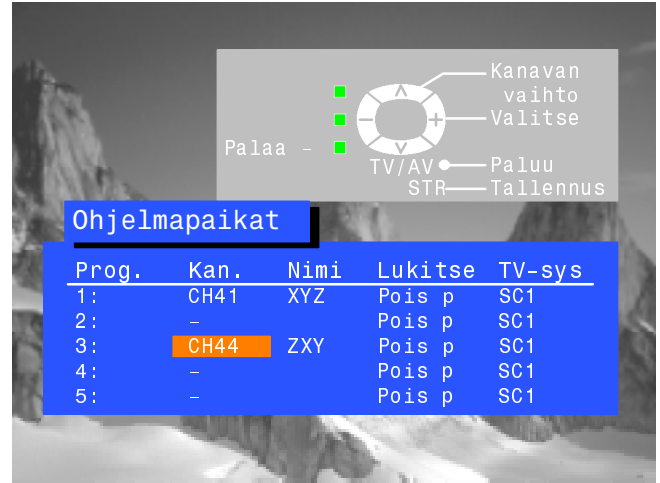 Kanavan
vaihto
Valitse
Palaa –
TV/AV Paluu
STR Tallennus
Ohjelmapaikat
Prog. Kan. Nimi Lukitse TV-sys
1: CH41 XYZ Pois p SC1
2: – Pois p SC1
3: CH44 ZXY Pois p SC1
4: – Pois p SC1
5: – Pois p SC1